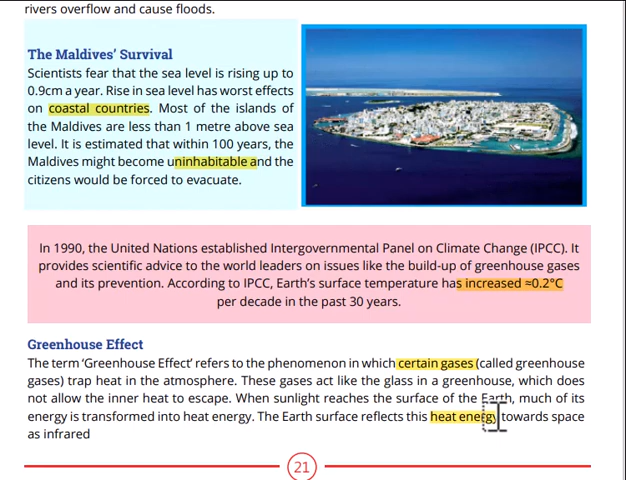 rivers overflow and cause floods.
The Maldives' Survival
Scientists fear that the sea level is rising up to
0.9cm a year. Rise in sea level has worst effects
on coastal countries. Most of the islands of
the Maldives are less than 1 metre above sea
level. It is estimated that within 100 years, the
Maldives might become uninhabitable and the
citizens would be forced to evacuate.
In 1990, the United Nations established Intergovernmental Panel on Climate Change (IPCC). It
provides scientific advice to the world leaders on issues like the build-up of greenhouse gases
and its prevention. According to IPCC, Earth's surface temperature has increased ≈0.2°C
per decade in the past 30 years.
Greenhouse Effect
The term 'Greenhouse Effect' refers to the phenomenon in which certain gases (called greenhouse
gases) trap heat in the atmosphere. These gases act like the glass in a greenhouse, which does
not allow the inner heat to escape. When sunlight reaches the surface of the Earth, much of its
energy is transformed into heat energy. The Earth surface reflects this heat energy towards space
as infrared
21